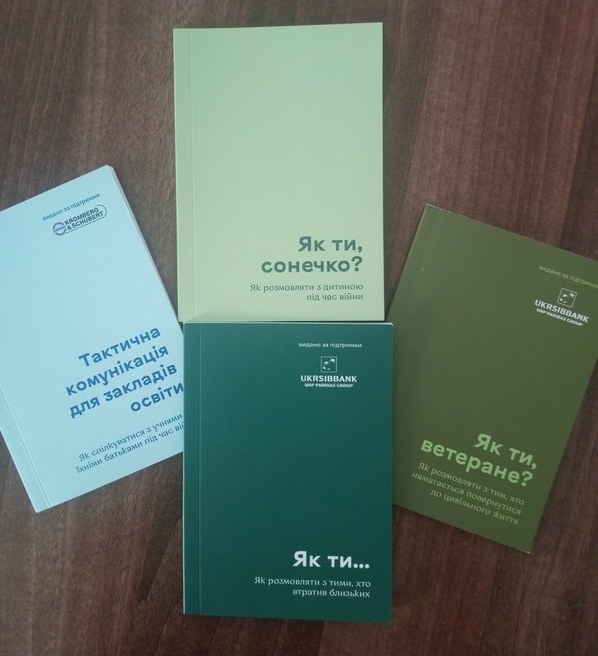 Як ти,
сонечко?
Як розмовляти з дитиною
під час війни
видано за підтримки
KROMBERG
& SCHUBERT
Тактична
комунікація
для закладів
освіти
Як спілкуватися з учнями
їхніми батьками під час
видано за підтримки
UKRSIBBANK
BNP PARIBAS GROUP
Як ти...
Як розмовляти з тими, хто
втратив близьких
видано за підтримки
UKRSIBBANK
BNP PARIBAS GROUP
Як ти,
ветеране?
Як розмовляти з тим, хто
намагається повернутися
до цивільного життя